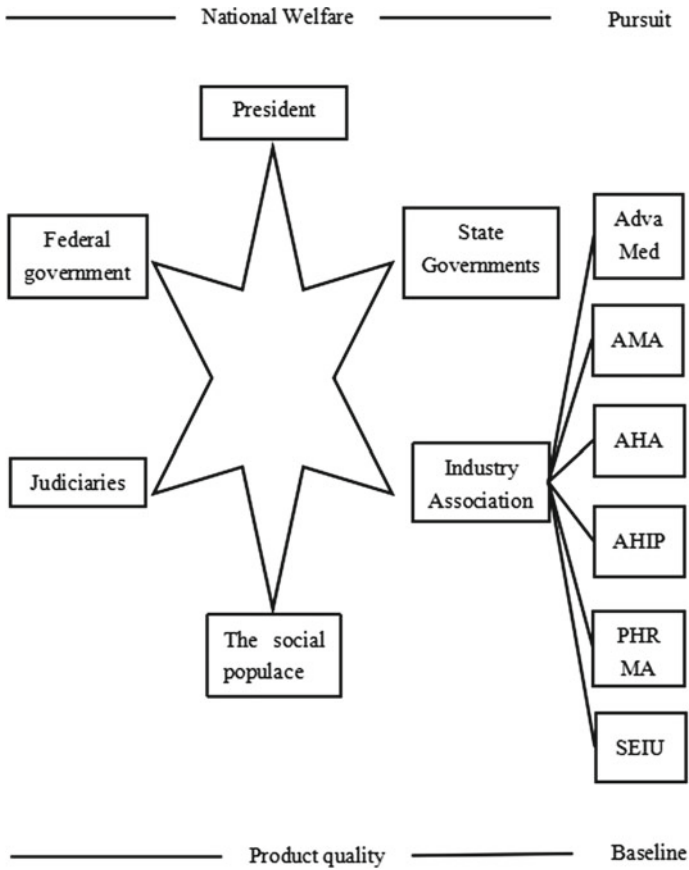 National Welfare Pursuit
President
Federal
government
State
Governments
Adva
Med
AMA
AHA
Judiciaries
Industry
Association
AHIP
The social
populace
PHR
MA
SEIU
Product quality Baseline